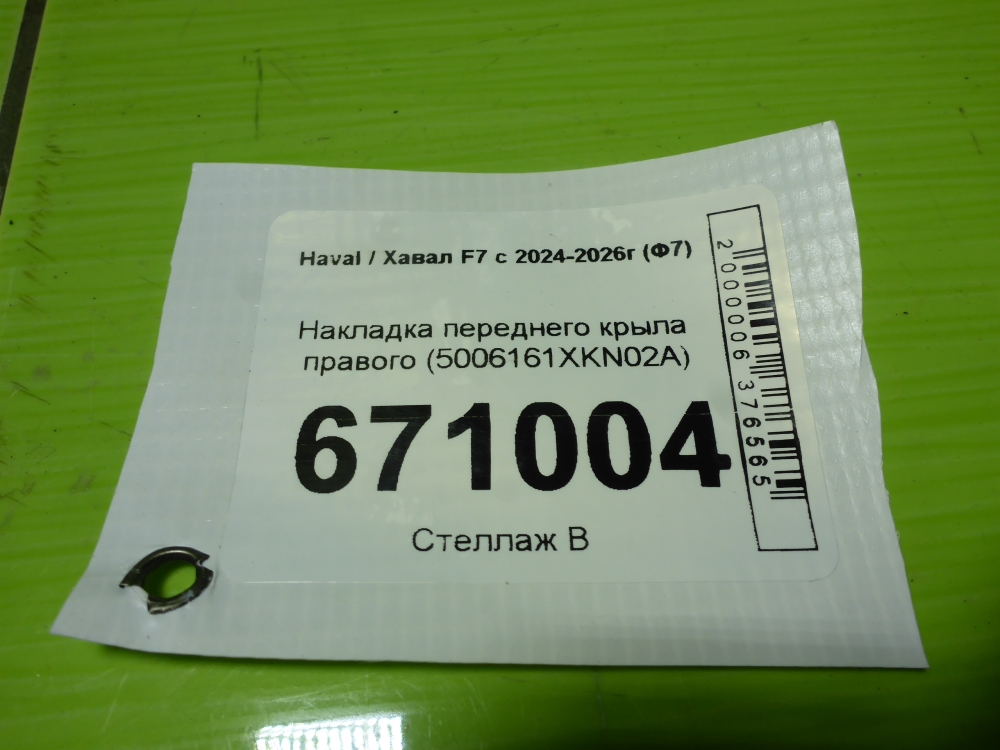 Haval / Хавал F7 с 2024-2026г (Ф7)
Накладка переднего крыла
правого (5006161XKN02A)
671004
Стеллаж В
2000006376565